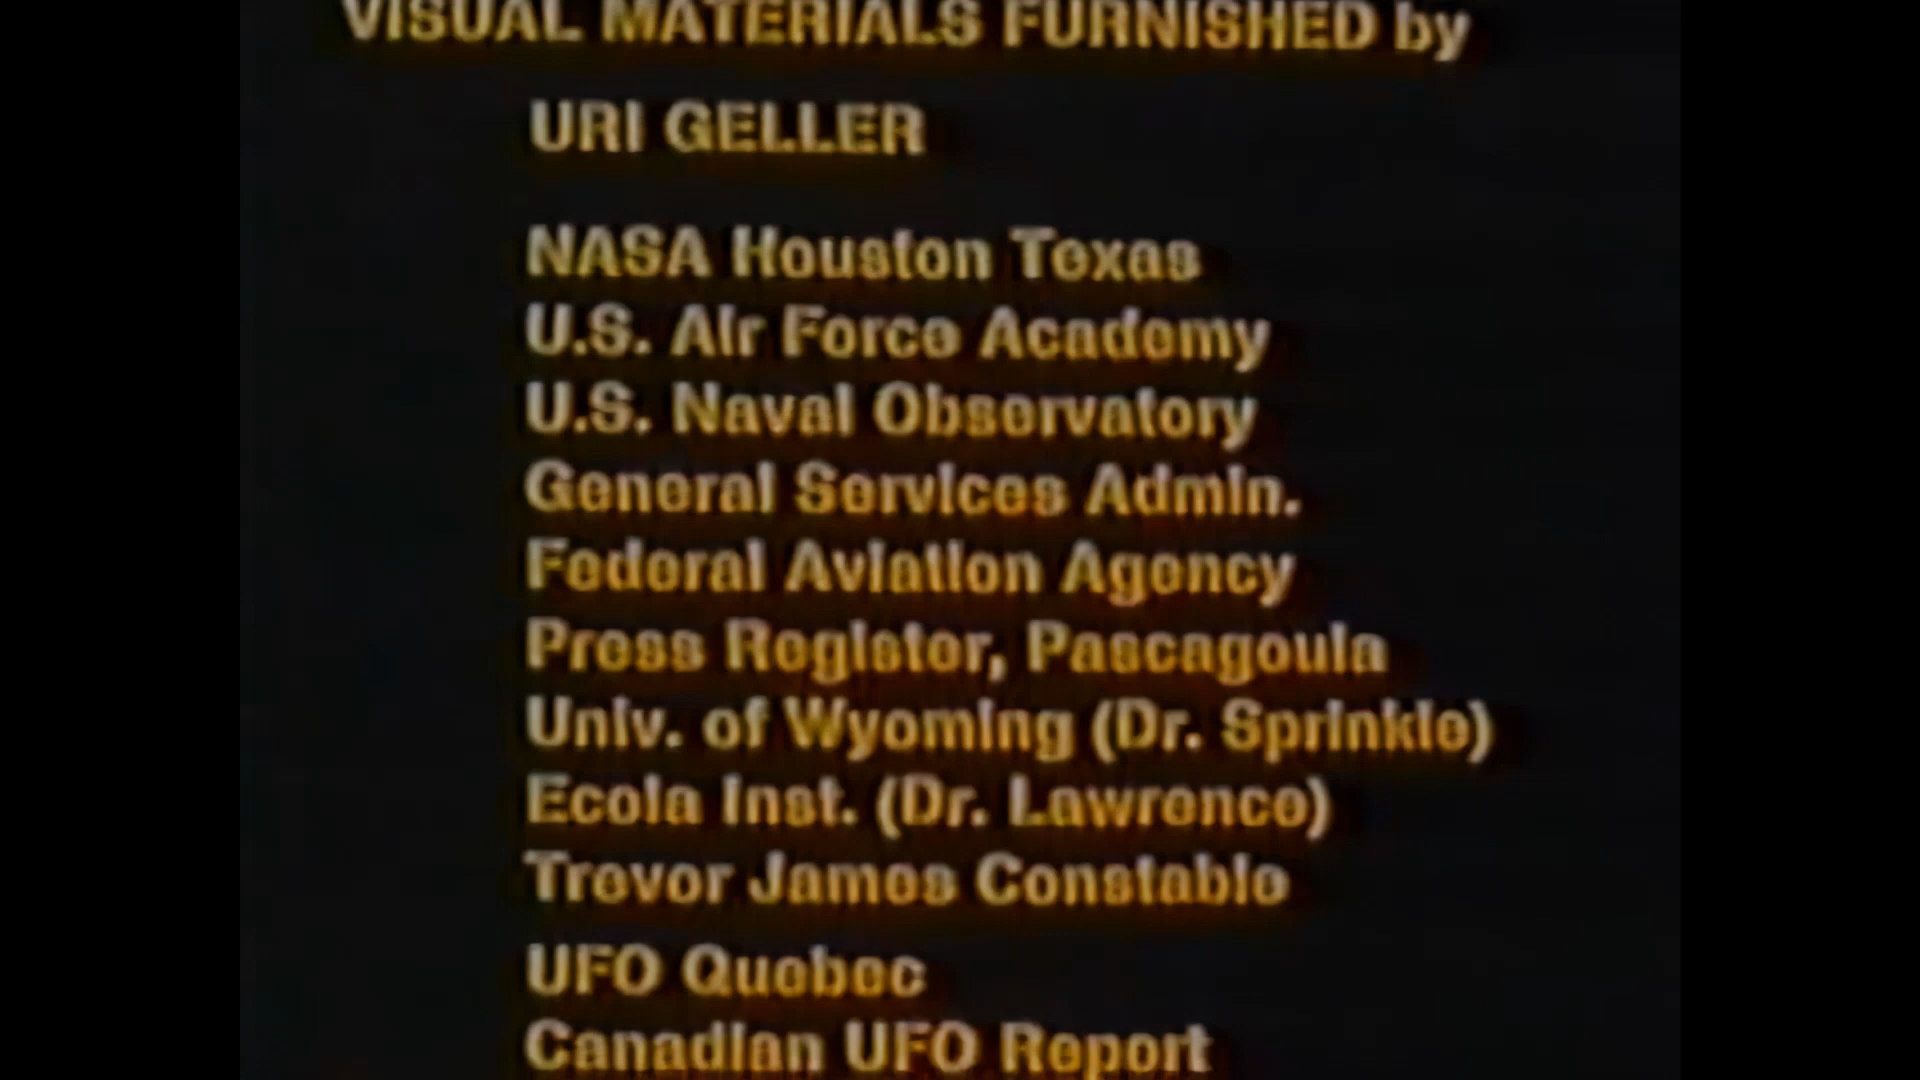 VISUAL MATERIALS FURNISHED by
URI GELLER
NASA Houston Texas
U.S. Air Force Academy
U.S. Naval Observatory
General Services Admin.
Federal Aviation Agency
Press Register, Pascagoula
Univ. of Wyoming (Dr. Sprinkle)
Ecola Inst. (Dr. Lawrence)
Trevor James Constable
UFO Quebec
Canadian UFO Report